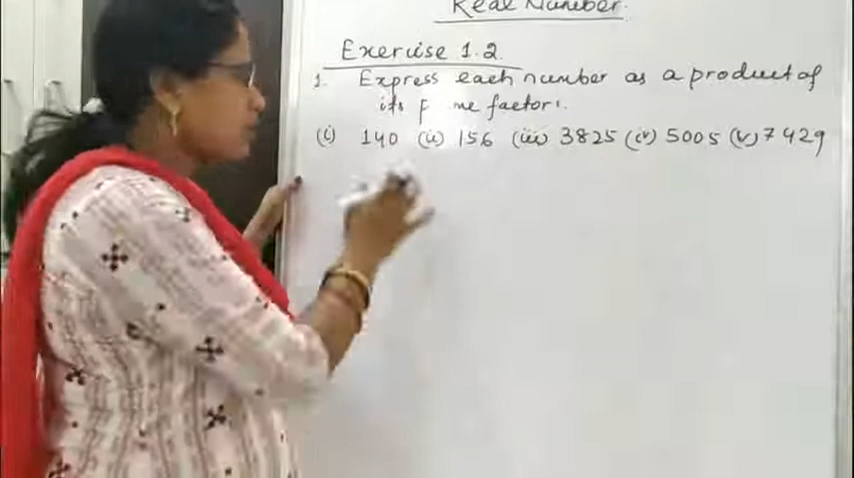 Real Number.
Exercise 1.2
1. Express each number as a product of
its me factors.
(i) 140 (ii) 156 (iii) 3825 (iv) 5005 (v) 7429